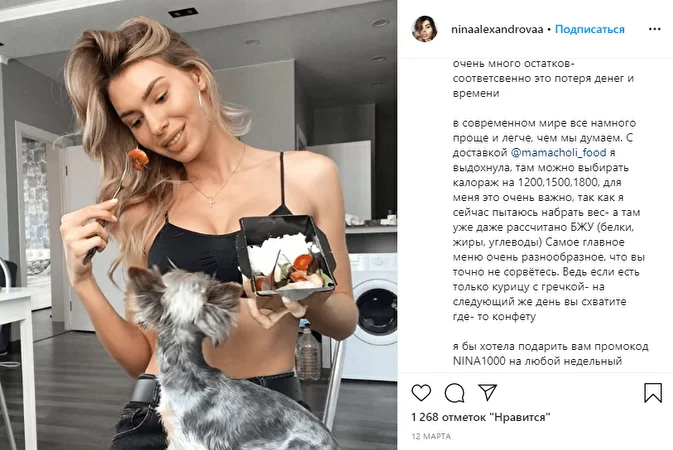 ninaalexandrovaa • Подписаться
очень много остатков-
соответсвенно это потеря денег и
времени
в современном мире все намного
проще и легче, чем мы думаем. С
доставкой @mamacholi_food я
выдохнула, там можно выбирать
калораж на 1200,1500,1800, для
меня это очень важно, так как я
сейчас пытаюсь набрать вес- а там
уже даже рассчитано БЖУ (белки,
жиры, углеводы) Самое главное
меню очень разнообразное, что вы
точно не сорвётесь. Ведь если есть
только курицу с гречкой- на
следующий же день вы схватите
где- то конфету
я бы хотела подарить вам промокод
NINA1000 на любой недельный
1 268 отметок "Нравится"
12 МАРТА